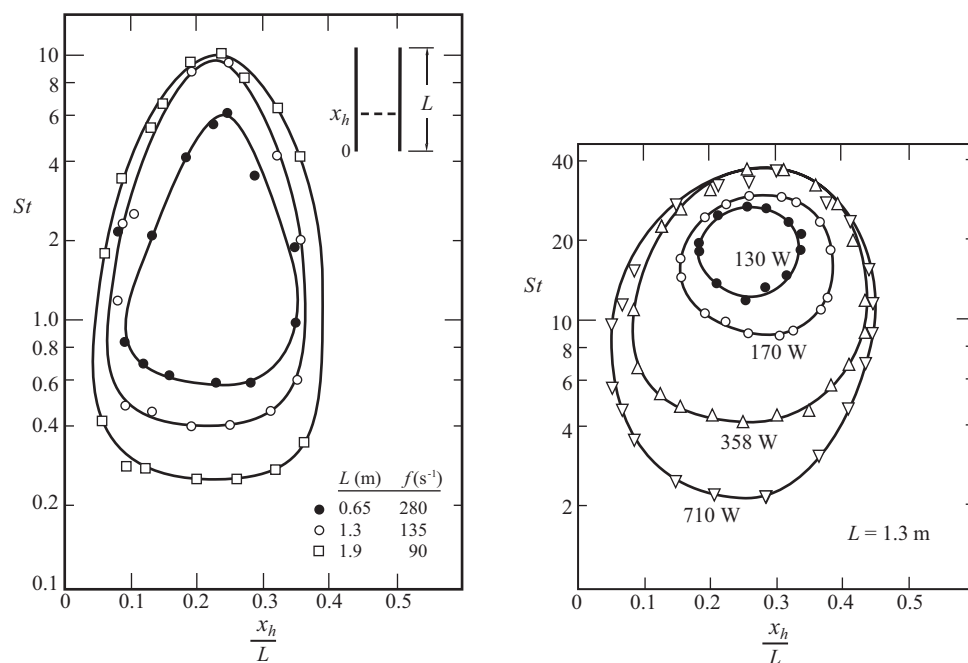 10
8
6
4
St
2
1.0
0.8
0.6
0.4
0.2
0.1
0 0.1 0.2 0.3 0.4 0.5
x_h
L
x_h
0
L
L (m) f(s⁻¹)
● 0.65 280
○ 1.3 135
□ 1.9 90
40
20
St
10
8
6
4
2
0 0.1 0.2 0.3 0.4 0.5
x_h
L
130 W
170 W
358 W
710 W
L = 1.3 m